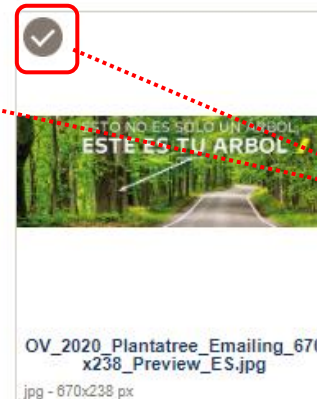 ESTO NO ES SOLO UN ARBOL,
ESTE ES TU ARBOL
OV_2020_Plantatree_Emailing_670
x238_Preview_ES.jpg
jpg - 670x238 px